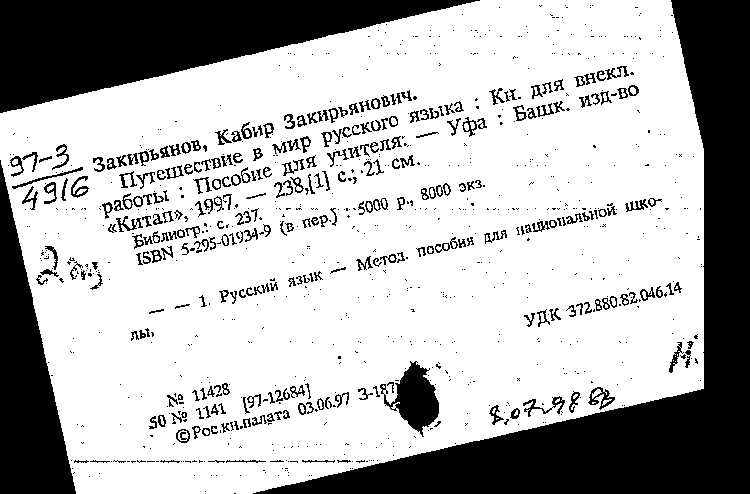 97-3
4916
Закирьянов, Кабир Закирьянович.
Путешествие в мир русского языка : Кн. для внекл.
работы : Пособие для учителя. — Уфа : Башк. изд-во
«Китап», 1997. — 238,[1] с.; 21 см.
Библиогр.: с. 237.
ISBN 5-295-01934-9 (в пер.) : 5000 р., 8000 экз.
2
— — 1. Русский язык — Метод. пособия для национальной шко-
лы.
УДК 372.880.82.046.14
№ 11428
50 № 1141 [97-12684]
©Рос.кн.палата 03.06.97 З-187
М.
8.07.98